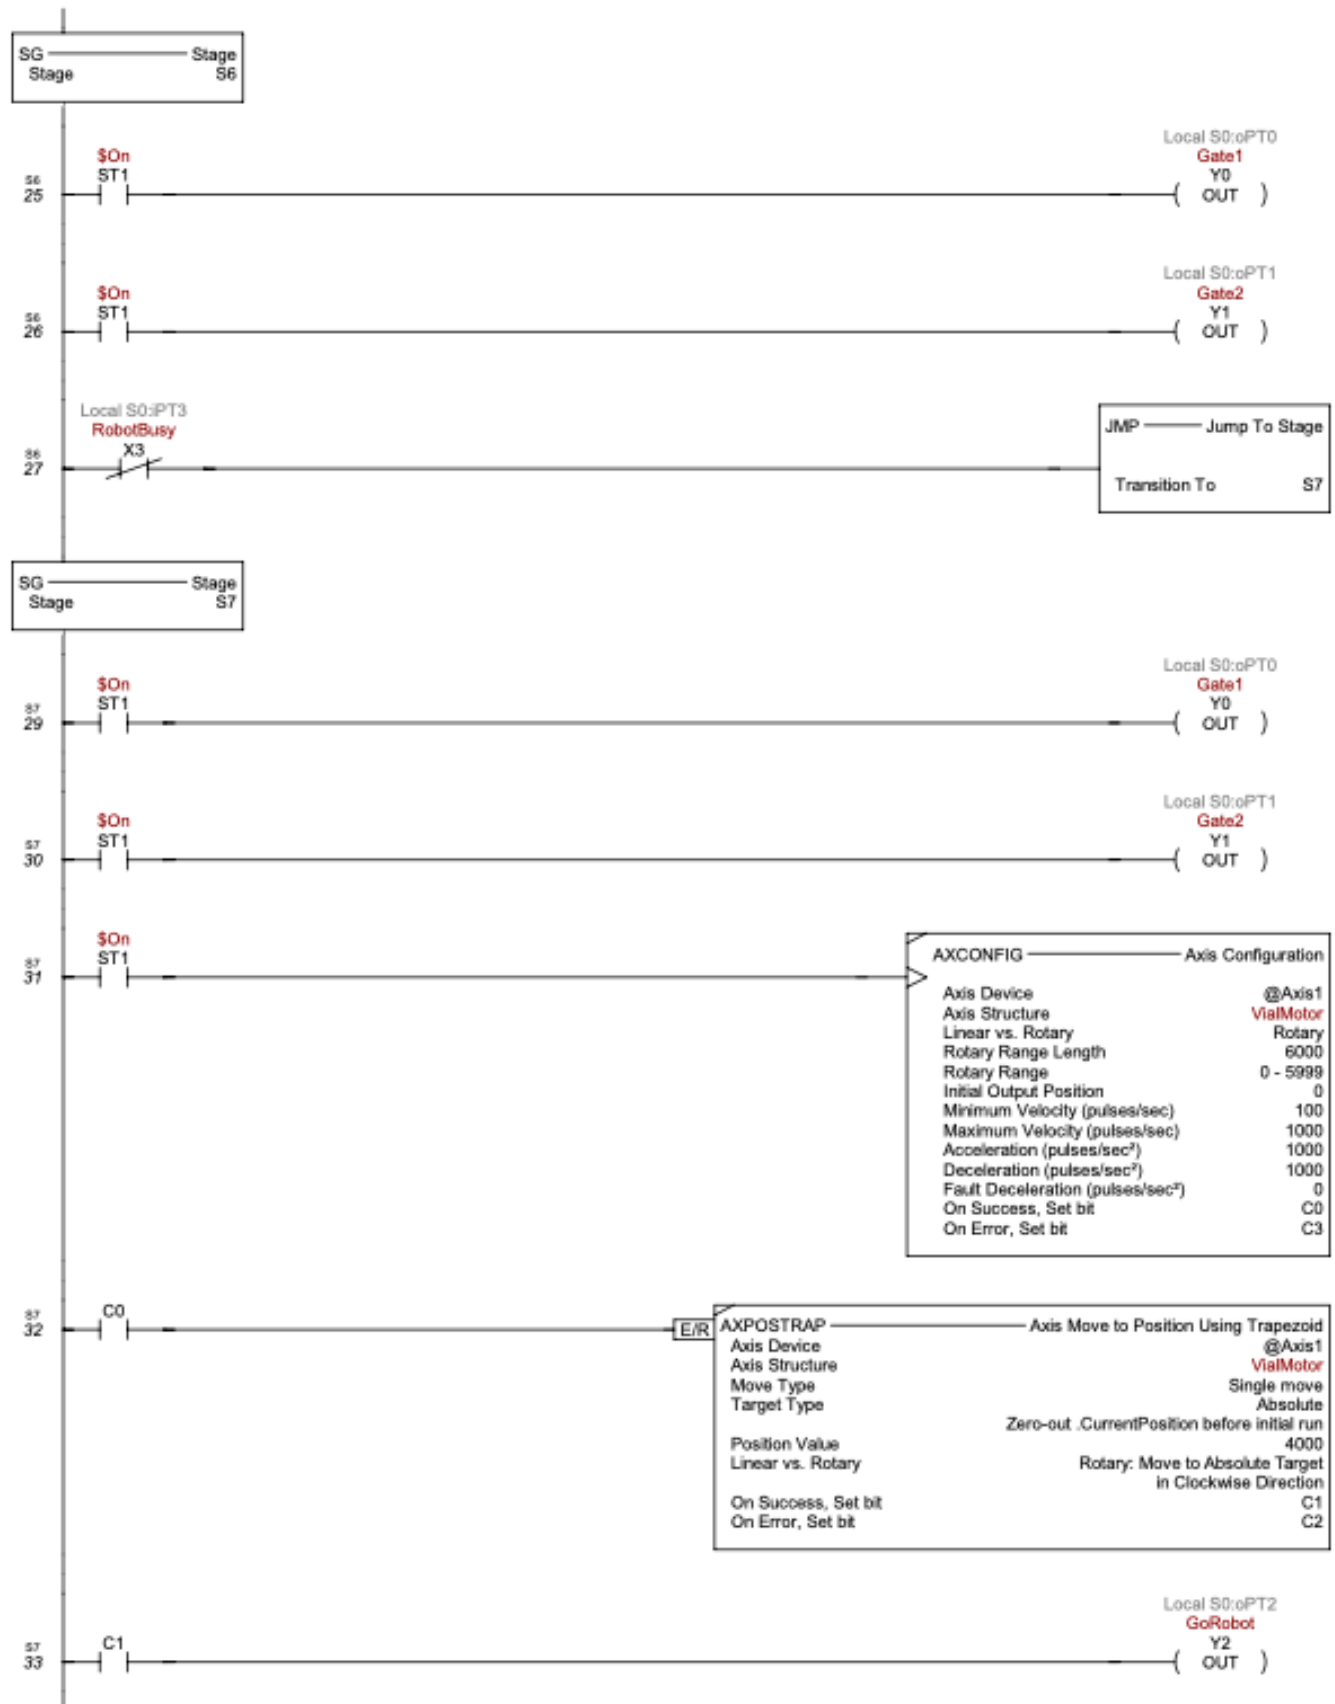 SG Stage
Stage S6
Local S0:oPT0
$On Gate1
ST1 Y0
S6
25 OUT
Local S0:oPT1
$On Gate2
ST1 Y1
S6
26 OUT
Local S0:iPT3
RobotBusy
X3
JMP Jump To Stage
S6
27
Transition To S7
SG Stage
Stage S7
Local S0:oPT0
$On Gate1
ST1 Y0
S7
29 OUT
Local S0:oPT1
$On Gate2
ST1 Y1
S7
30 OUT
$On
ST1
S7
31
AXCONFIG Axis Configuration
Axis Device @Axis1
Axis Structure VialMotor
Linear vs. Rotary Rotary
Rotary Range Length 6000
Rotary Range 0 - 5999
Initial Output Position 0
Minimum Velocity (pulses/sec) 100
Maximum Velocity (pulses/sec) 1000
Acceleration (pulses/sec²) 1000
Deceleration (pulses/sec²) 1000
Fault Deceleration (pulses/sec²) 0
On Success, Set bit C0
On Error, Set bit C3
C0
S7
32
E/R AXPOSTRAP Axis Move to Position Using Trapezoid
Axis Device @Axis1
Axis Structure VialMotor
Move Type Single move
Target Type Absolute
Zero-out .CurrentPosition before initial run
Position Value 4000
Linear vs. Rotary Rotary: Move to Absolute Target
in Clockwise Direction
On Success, Set bit C1
On Error, Set bit C2
Local S0:oPT2
GoRobot
C1 Y2
S7
33 OUT